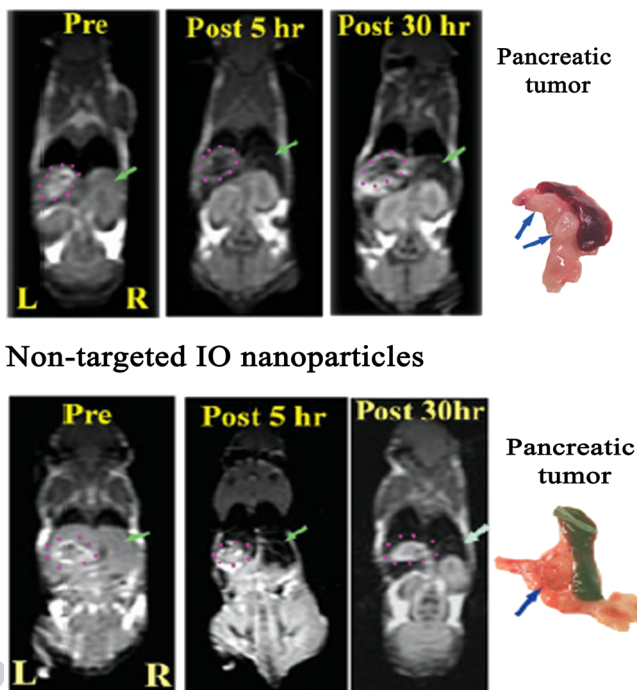 Pre
Post 5 hr
Post 30 hr
Pancreatic
tumor
L
R
Non-targeted IO nanoparticles
Pre
Post 5 hr
Post 30hr
Pancreatic
tumor
L
R